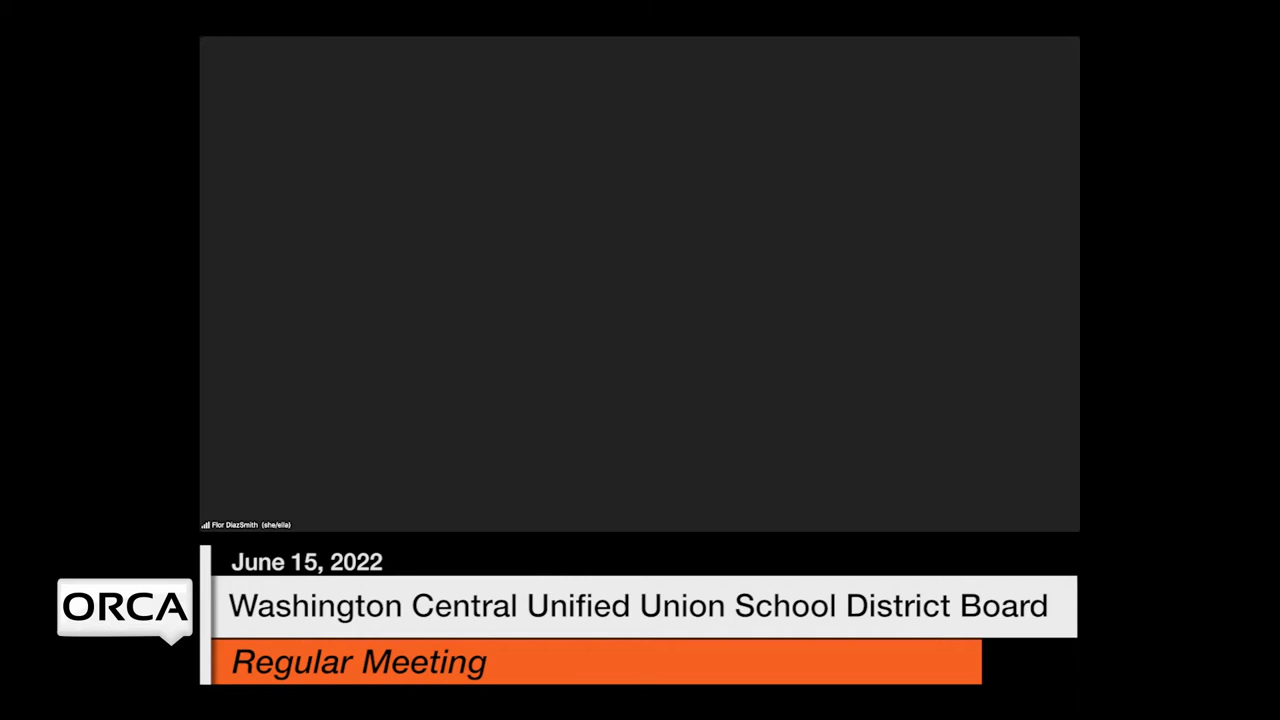 Flor DiazSmith (she/ella)
June 15, 2022
ORCA
Washington Central Unified Union School District Board
Regular Meeting